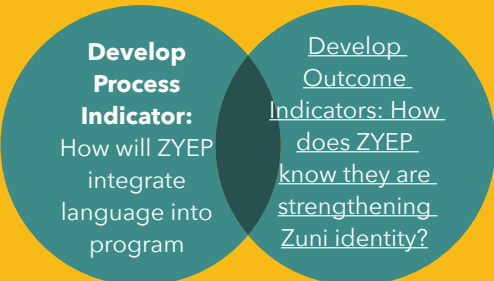 Develop
Process
Indicator:
How will ZYEP
integrate
language into
program
Develop
Outcome
Indicators: How
does ZYEP
know they are
strengthening
Zuni identity?